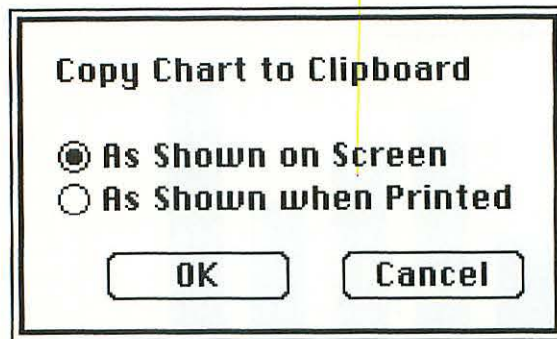 Copy Chart to Clipboard
As Shown on Screen
As Shown when Printed
OK Cancel